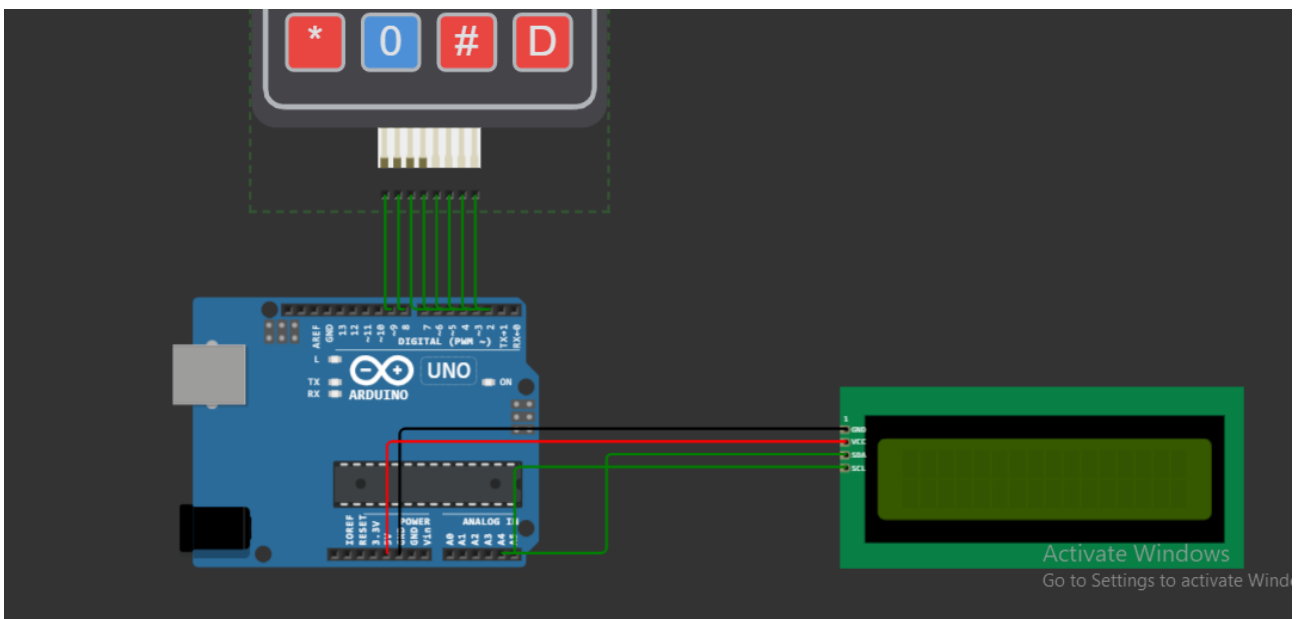 * 0 # D
AREF
GND
13
12
~11
~10
~9
8
7
~6
~5
4
~3
2
TX→1
RX←0
DIGITAL (PWM ~)
L
TX
RX
UNO
ON
ARDUINO
1
GND
VCC
SDA
SCL
IOREF
RESET
3.3V
5V
GND
GND
Vin
POWER
ANALOG IN
A0
A1
A2
A3
A4
Activate Windows
Go to Settings to activate Wind